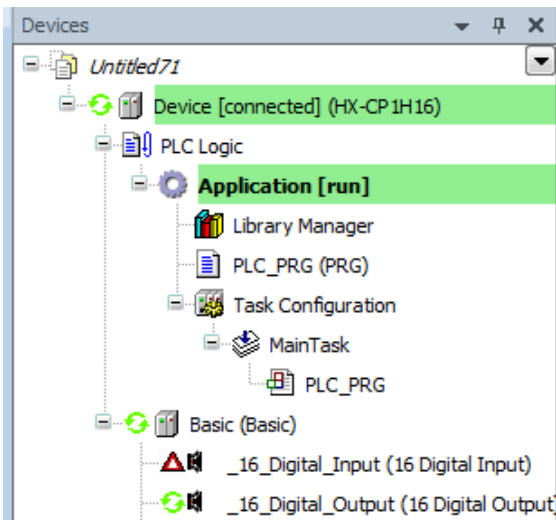 Devices
Untitled71
Device [connected] (HX-CP1H16)
PLC Logic
Application [run]
Library Manager
PLC_PRG (PRG)
Task Configuration
MainTask
PLC_PRG
Basic (Basic)
_16_Digital_Input (16 Digital Input)
_16_Digital_Output (16 Digital Output)